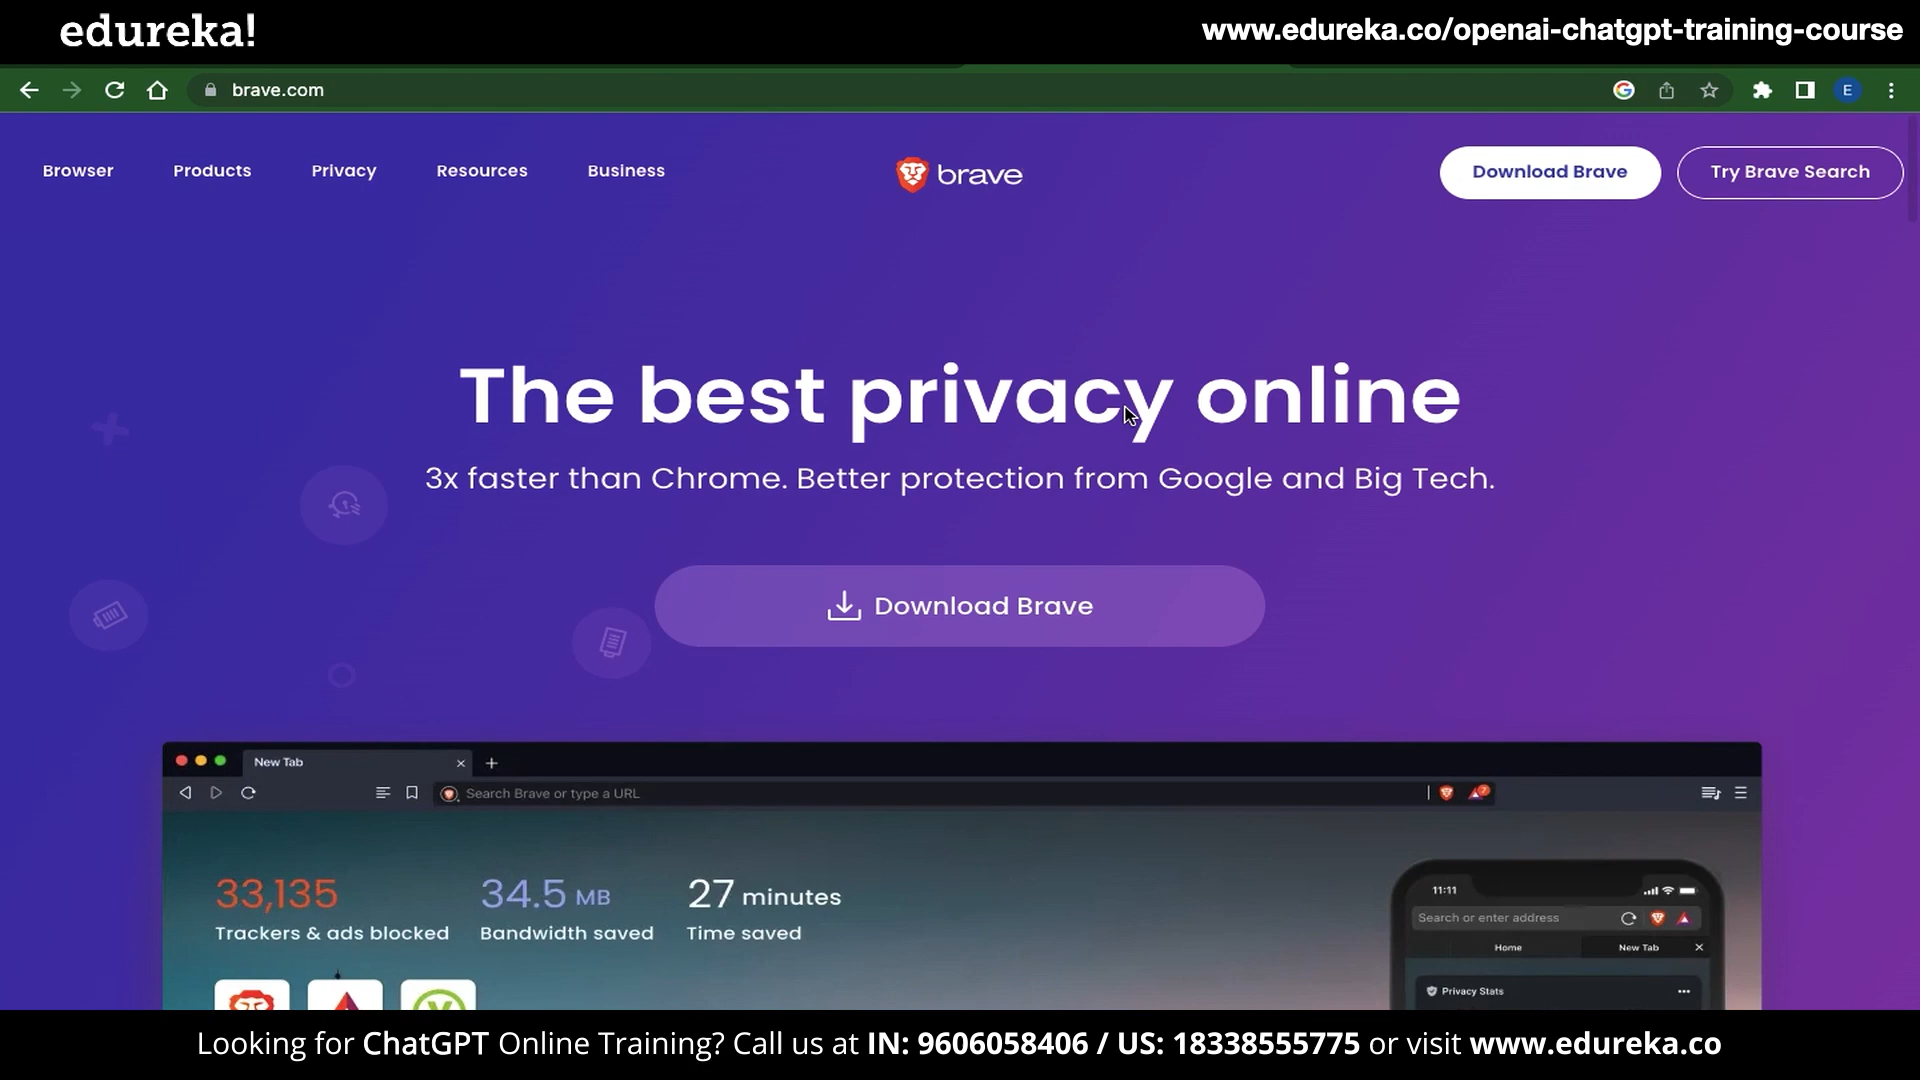 edureka!
www.edureka.co/openai-chatgpt-training-course
brave.com
E
Browser Products Privacy Resources Business
brave
Download Brave
Try Brave Search
The best privacy online
3x faster than Chrome. Better protection from Google and Big Tech.
Download Brave
New Tab
Search Brave or type a URL
33,135
Trackers & ads blocked
34.5 MB
Bandwidth saved
27 minutes
Time saved
11:11
Search or enter address
Home
New Tab
Privacy Stats
Looking for ChatGPT Online Training? Call us at IN: 9606058406 / US: 18338555775 or visit www.edureka.co